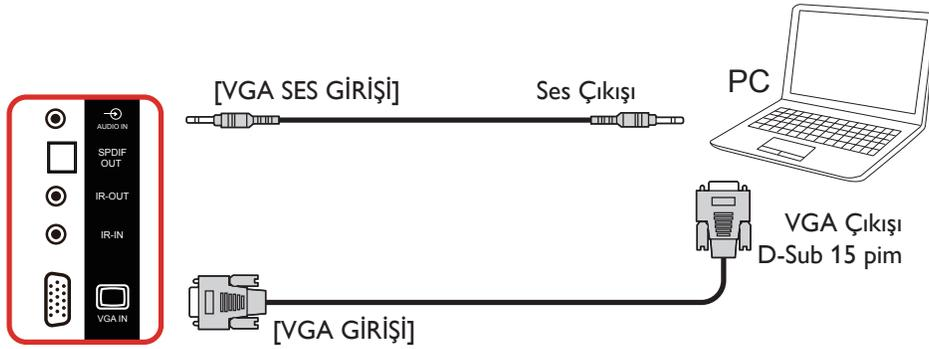 [VGA SES GİRİŞİ]
Ses Çıkışı
PC
AUDIO IN
SPDIF
OUT
IR-OUT
IR-IN
VGA IN
VGA Çıkışı
D-Sub 15 pim
[VGA GİRİŞİ]